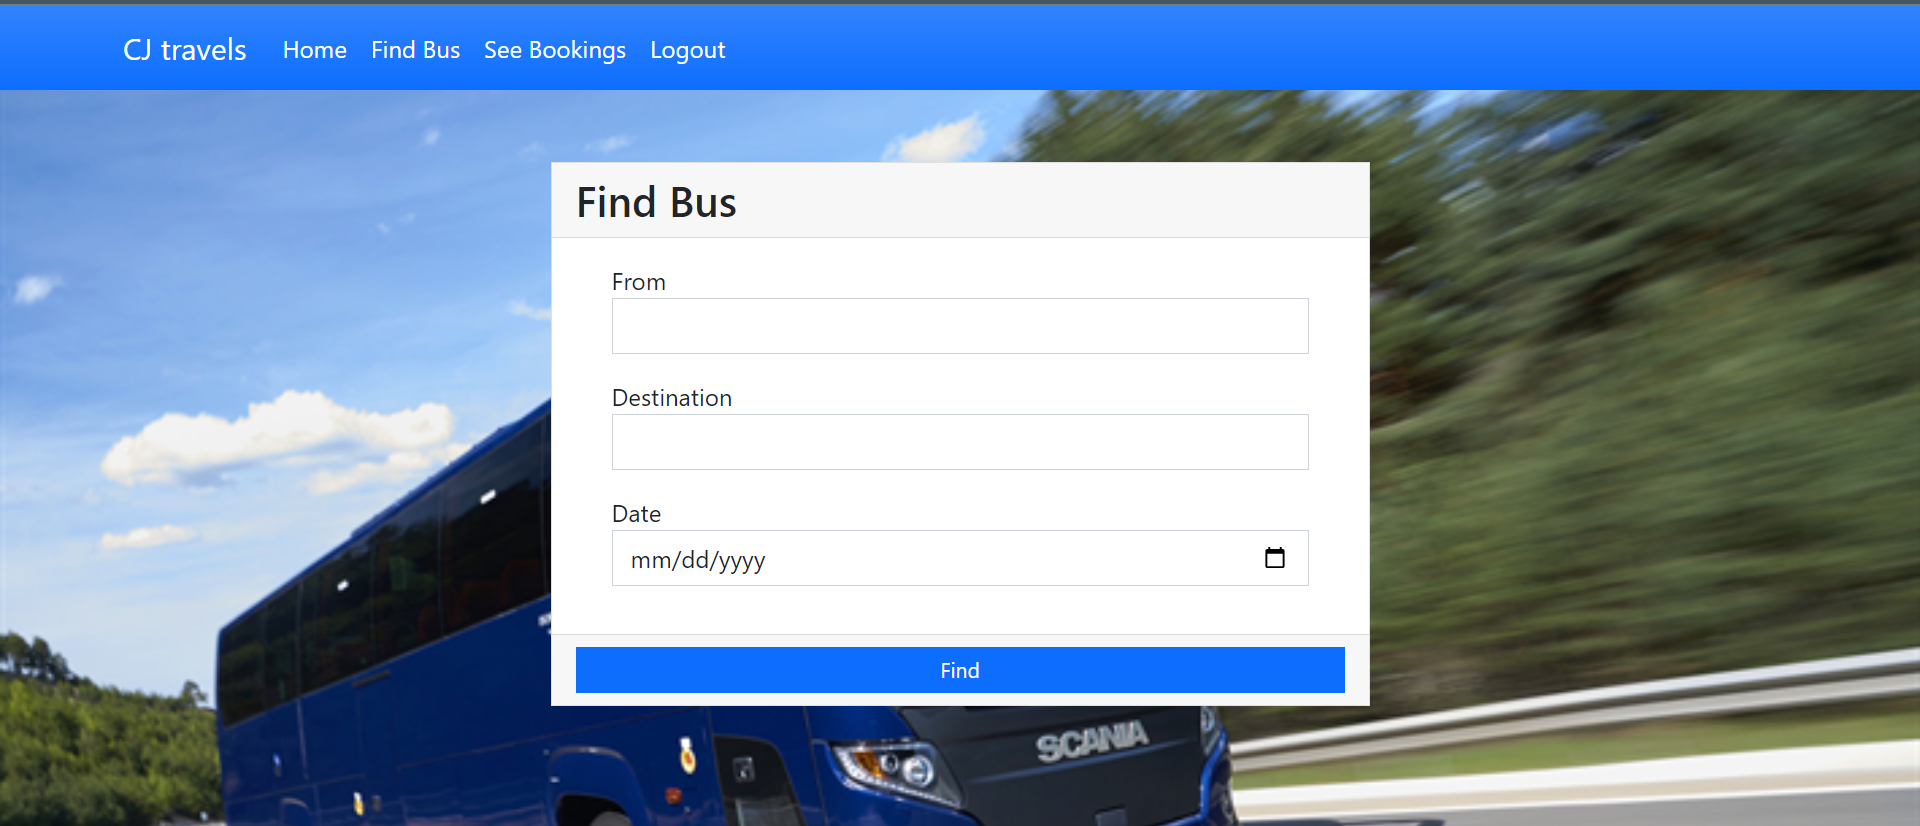 CJ travels Home Find Bus See Bookings Logout
Find Bus
From
Destination
Date
mm/dd/yyyy
Find
SCANIA